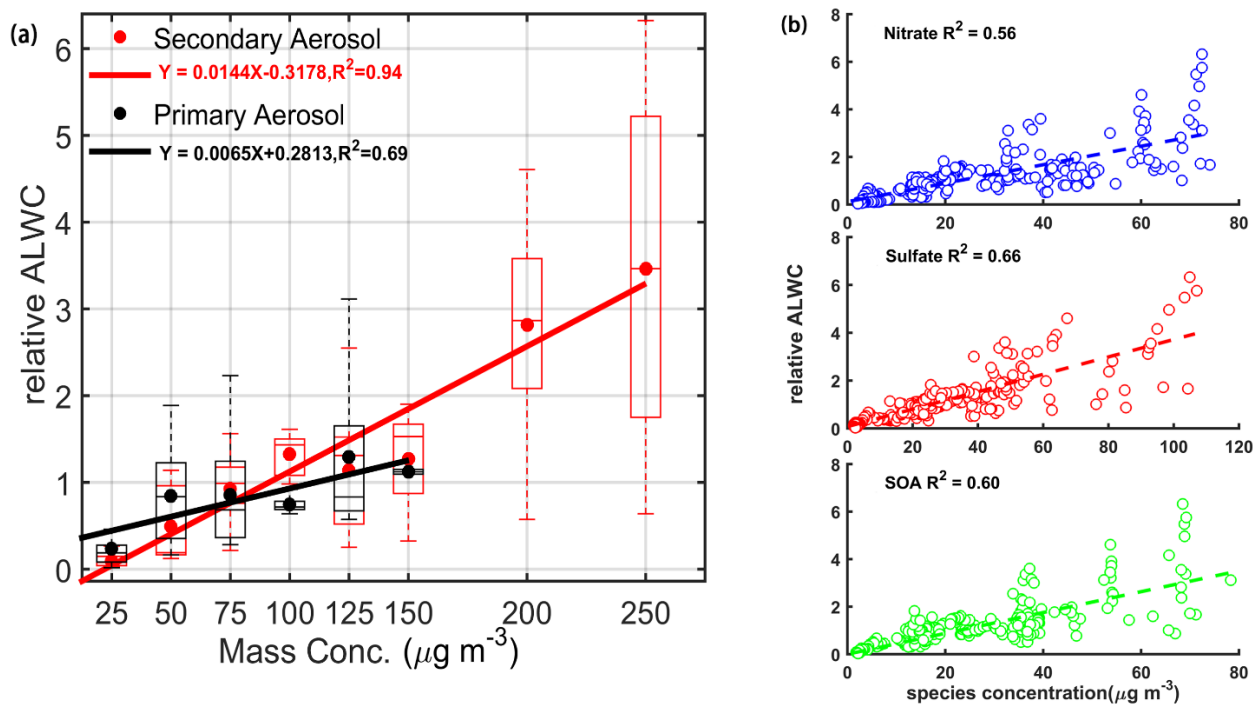 (a)
Secondary Aerosol
Y = 0.0144X-0.3178,R²=0.94
Primary Aerosol
Y = 0.0065X+0.2813,R²=0.69
relative ALWC
6
5
4
3
2
1
0
25 50 75 100 125 150 200 250
Mass Conc. (μg m⁻³)
(b)
Nitrate R² = 0.56
8
6
4
2
0
0 20 40 60 80
Sulfate R² = 0.66
relative ALWC
8
6
4
2
0
0 20 40 60 80 100 120
SOA R² = 0.60
8
6
4
2
0
0 20 40 60 80
species concentration(μg m⁻³)